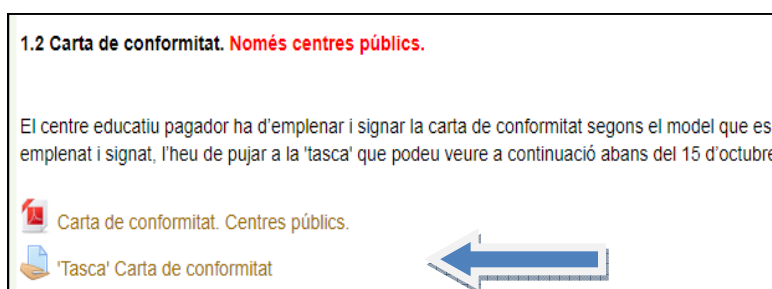 1.2 Carta de conformitat. Només centres públics.
El centre educatiu pagador ha d'emplenar i signar la carta de conformitat segons el model que es
emplenat i signat, l'heu de pujar a la 'tasca' que podeu veure a continuació abans del 15 d'octubre
Carta de conformitat. Centres públics.
'Tasca' Carta de conformitat